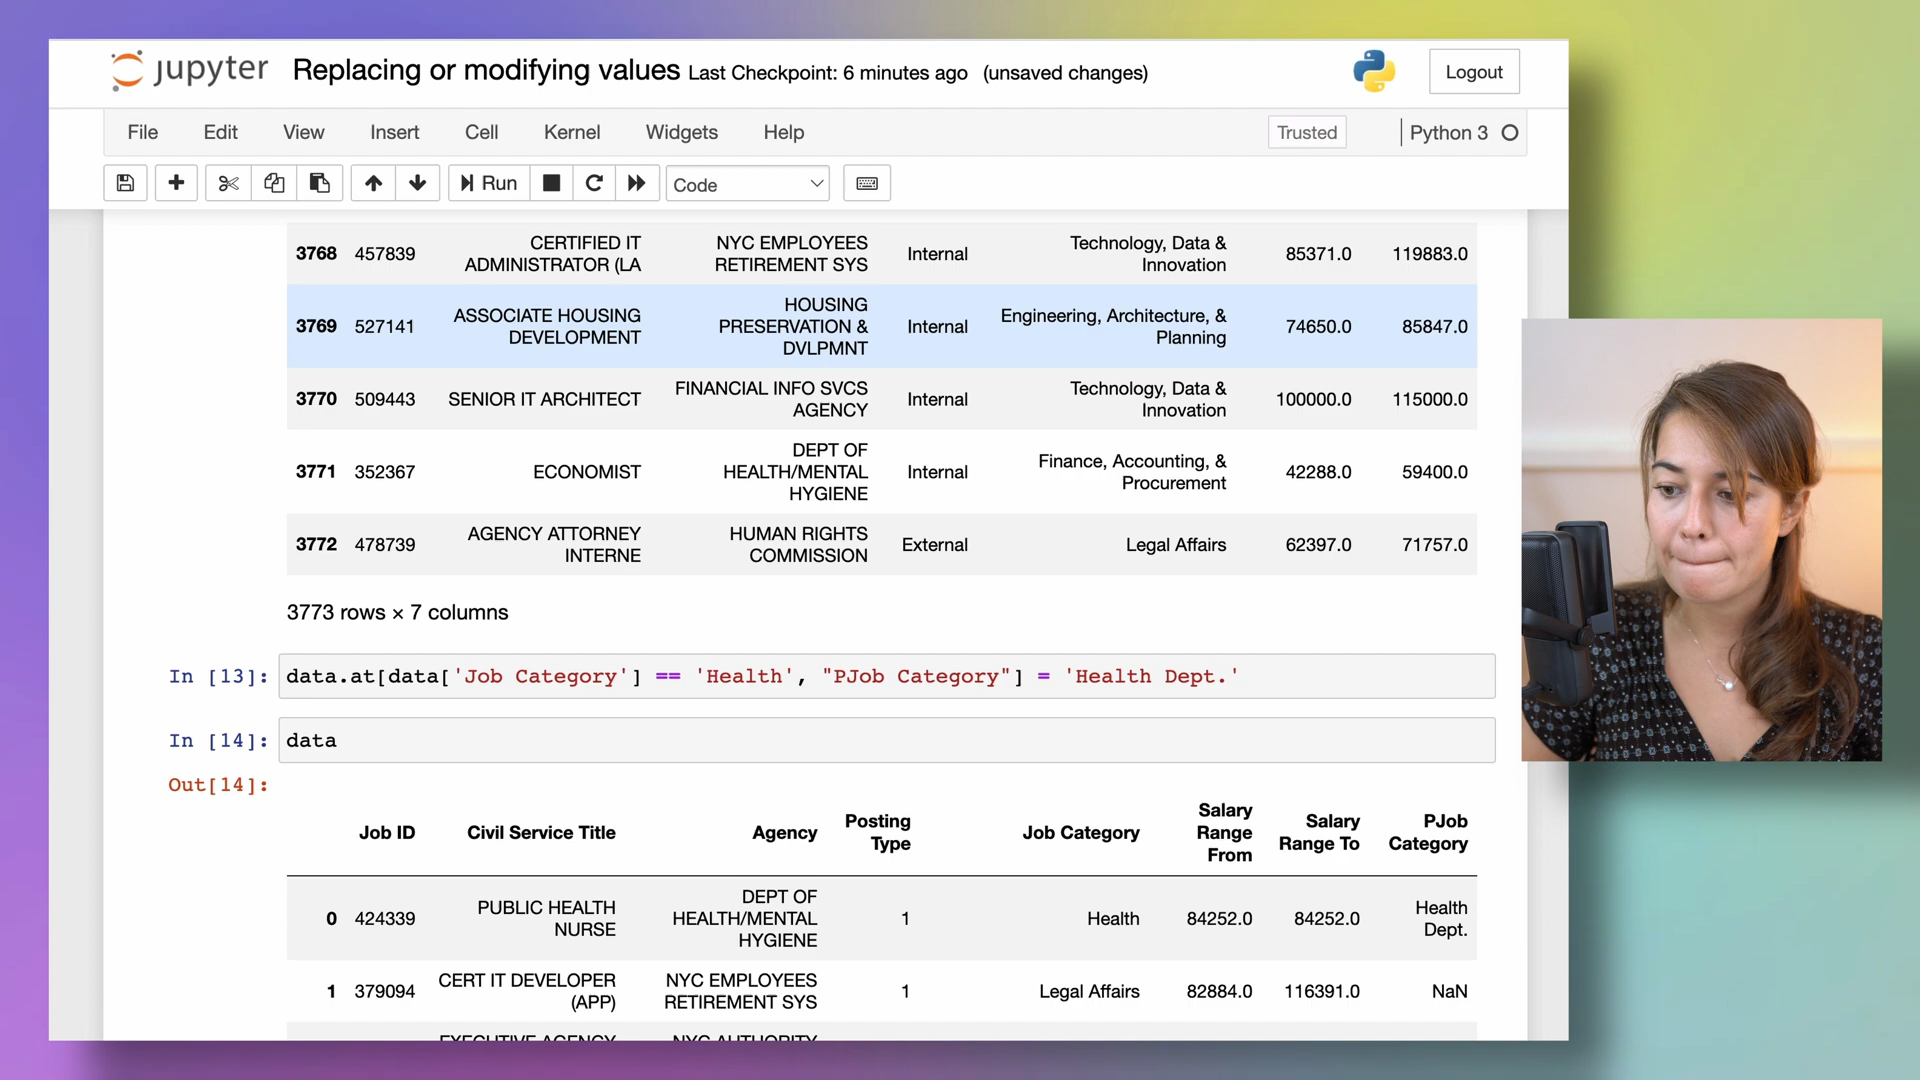 jupyter Replacing or modifying values Last Checkpoint: 6 minutes ago (unsaved changes) Logout
File Edit View Insert Cell Kernel Widgets Help Trusted Python 3
Run Code
3768 457839 CERTIFIED IT ADMINISTRATOR (LA NYC EMPLOYEES RETIREMENT SYS Internal Technology, Data & Innovation 85371.0 119883.0
3769 527141 ASSOCIATE HOUSING DEVELOPMENT HOUSING PRESERVATION & DVLPMNT Internal Engineering, Architecture, & Planning 74650.0 85847.0
3770 509443 SENIOR IT ARCHITECT FINANCIAL INFO SVCS AGENCY Internal Technology, Data & Innovation 100000.0 115000.0
3771 352367 ECONOMIST DEPT OF HEALTH/MENTAL HYGIENE Internal Finance, Accounting, & Procurement 42288.0 59400.0
3772 478739 AGENCY ATTORNEY INTERNE HUMAN RIGHTS COMMISSION External Legal Affairs 62397.0 71757.0
3773 rows × 7 columns
In [13]: data.at[data['Job Category'] == 'Health', "PJob Category"] = 'Health Dept.'
In [14]: data
Out[14]:
Job ID Civil Service Title Agency Posting Type Job Category Salary Range From Salary Range To PJob Category
0 424339 PUBLIC HEALTH NURSE DEPT OF HEALTH/MENTAL HYGIENE 1 Health 84252.0 84252.0 Health Dept.
1 379094 CERT IT DEVELOPER (APP) NYC EMPLOYEES RETIREMENT SYS 1 Legal Affairs 82884.0 116391.0 NaN
EXECUTIVE AGENCY NYC AUTHORITY